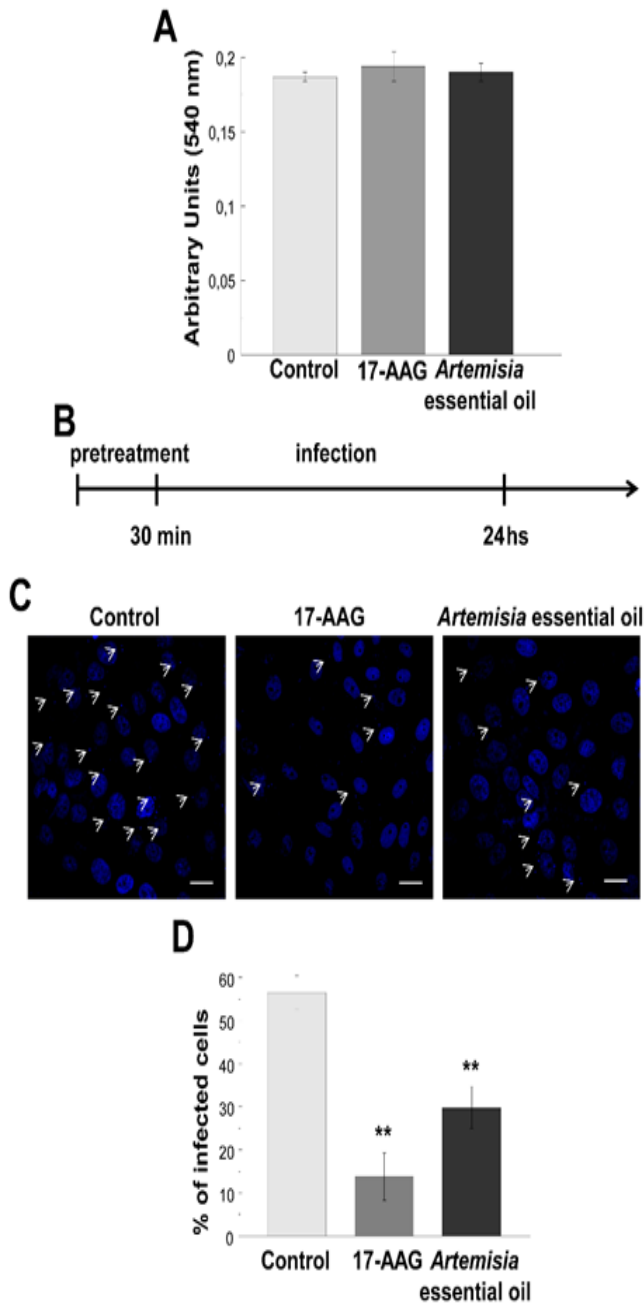 A
Arbitrary Units (540 nm)
0,2
0,15
0,1
0,05
0
Control
17-AAG
Artemisia
essential oil
B
pretreatment
infection
30 min
24hs
C
Control
17-AAG
Artemisia essential oil
D
% of infected cells
60
50
40
30
20
10
0
**
**
Control
17-AAG
Artemisia
essential oil